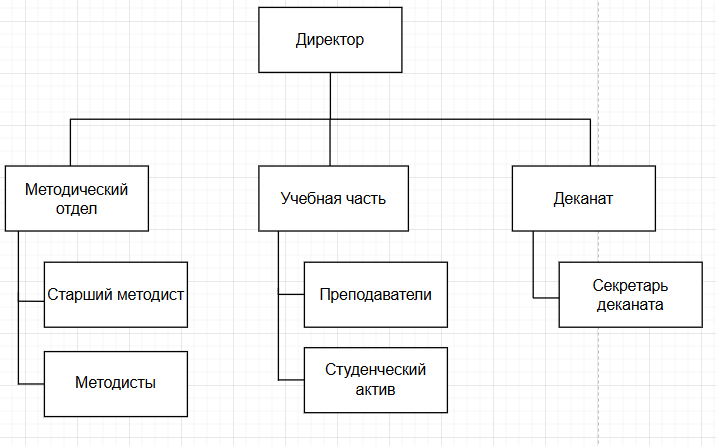 Директор
Методический
отдел
Учебная часть
Деканат
Старший методист
Преподаватели
Секретарь
деканата
Методисты
Студенческий
актив